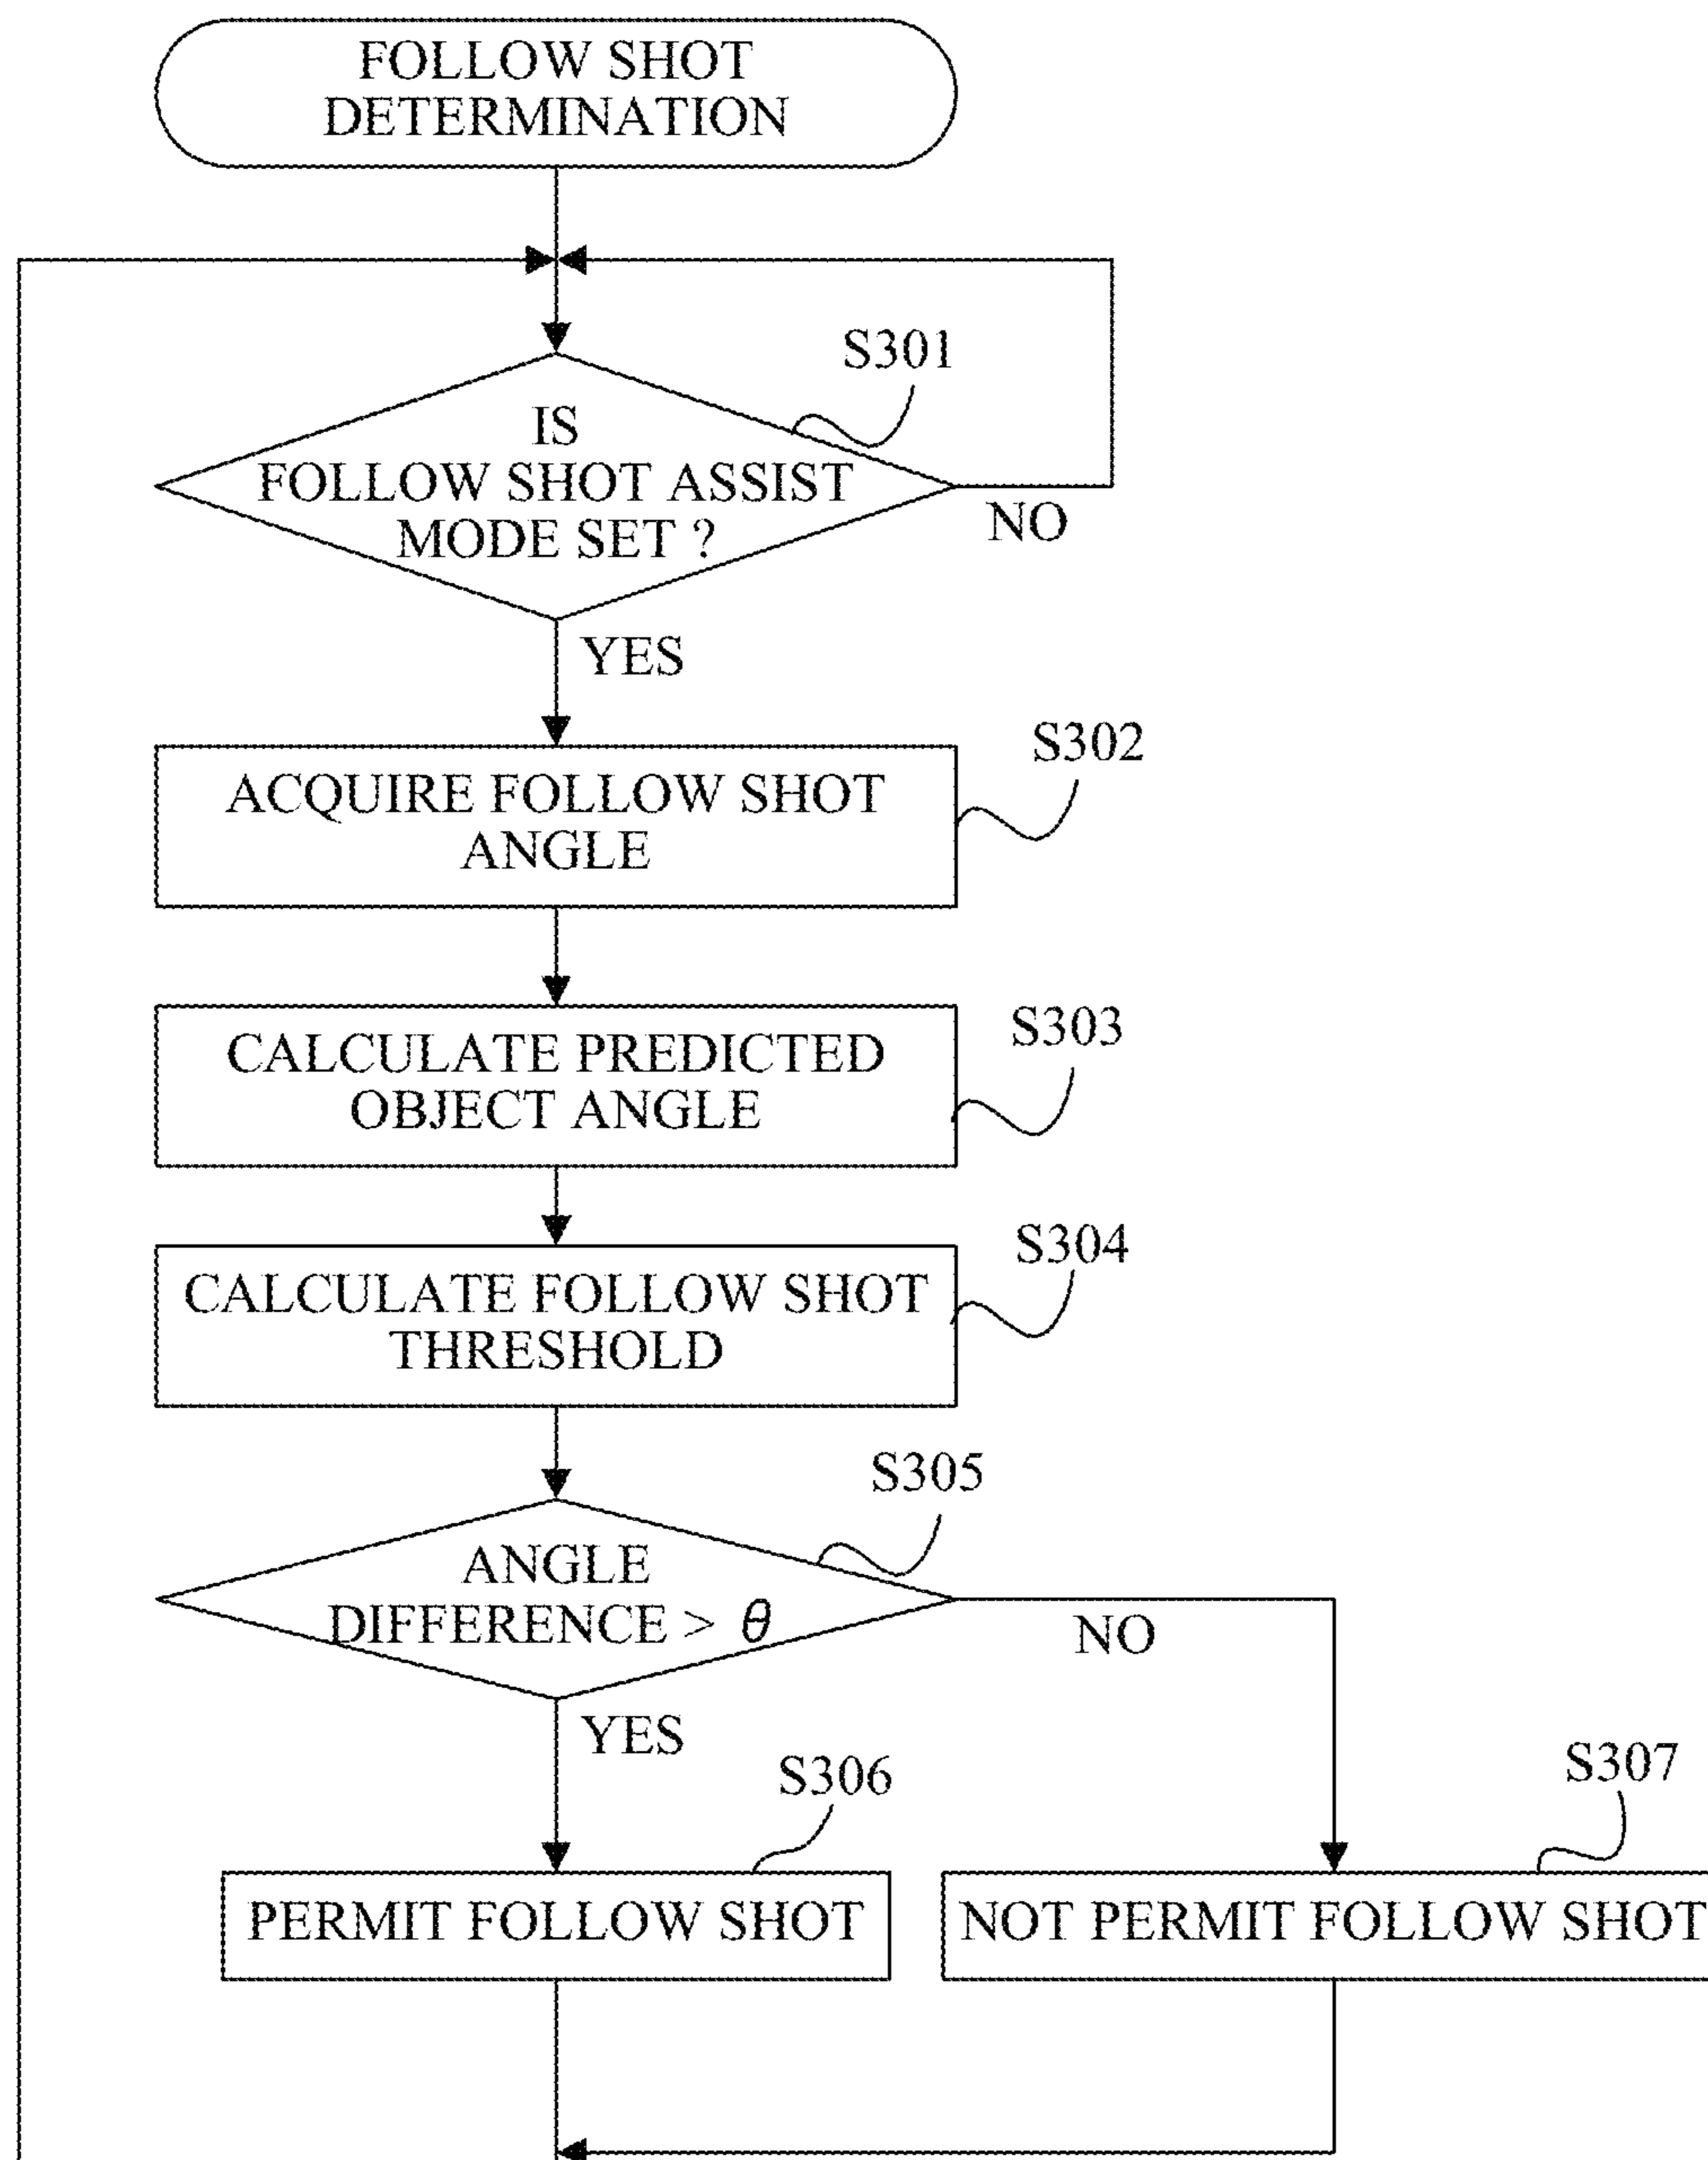 FOLLOW SHOT
DETERMINATION
S301
IS
FOLLOW SHOT ASSIST
MODE SET ?
NO
YES
S302
ACQUIRE FOLLOW SHOT
ANGLE
S303
CALCULATE PREDICTED
OBJECT ANGLE
S304
CALCULATE FOLLOW SHOT
THRESHOLD
S305
ANGLE
DIFFERENCE > θ
NO
YES
S306
S307
PERMIT FOLLOW SHOT
NOT PERMIT FOLLOW SHOT